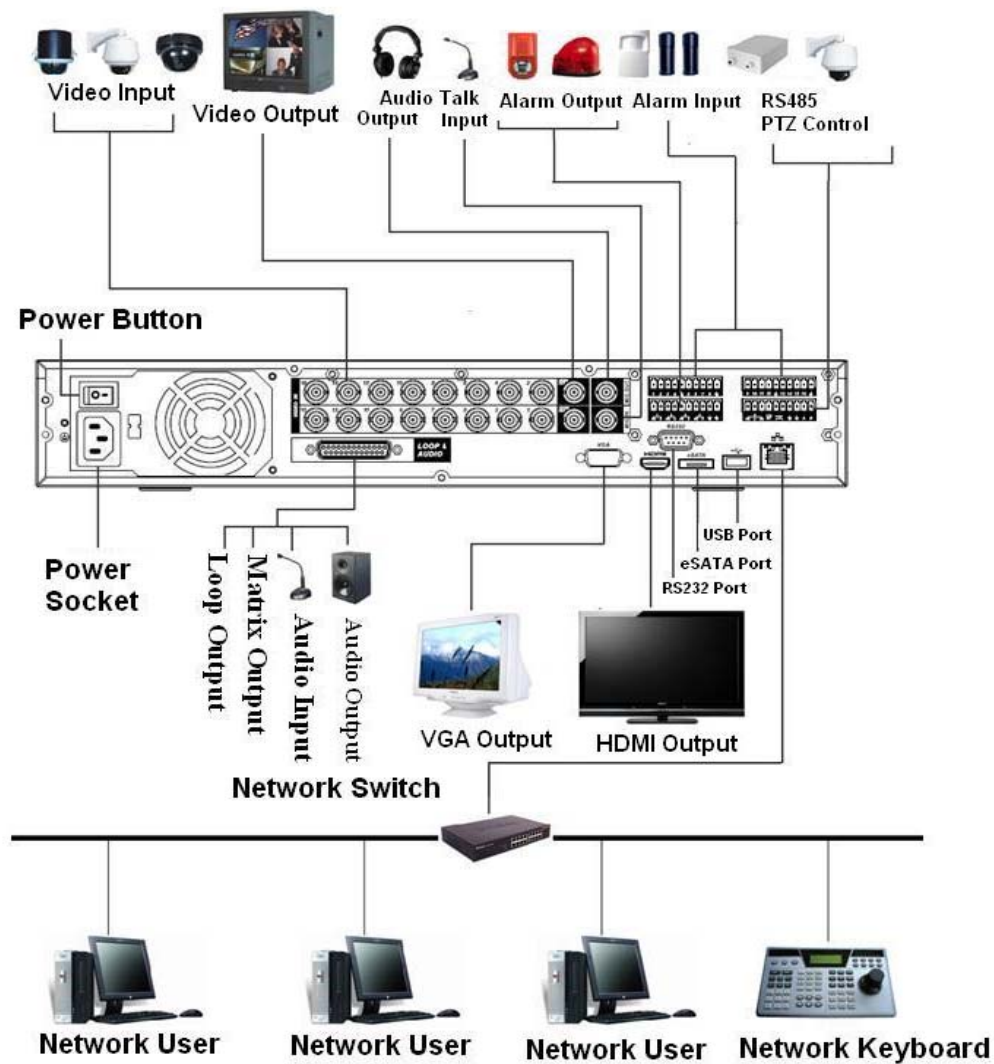 Video Input
Video Output
Audio Output
Talk Input
Alarm Output
Alarm Input
RS485
PTZ Control
Power Button
LOOP &
AUDIO
VGA
RS232
HDMI
eSATA
USB Port
eSATA Port
RS232 Port
Power
Socket
Loop Output
Matrix Output
Audio Input
Audio Output
VGA Output
HDMI Output
Network Switch
Network User
Network User
Network User
Network Keyboard